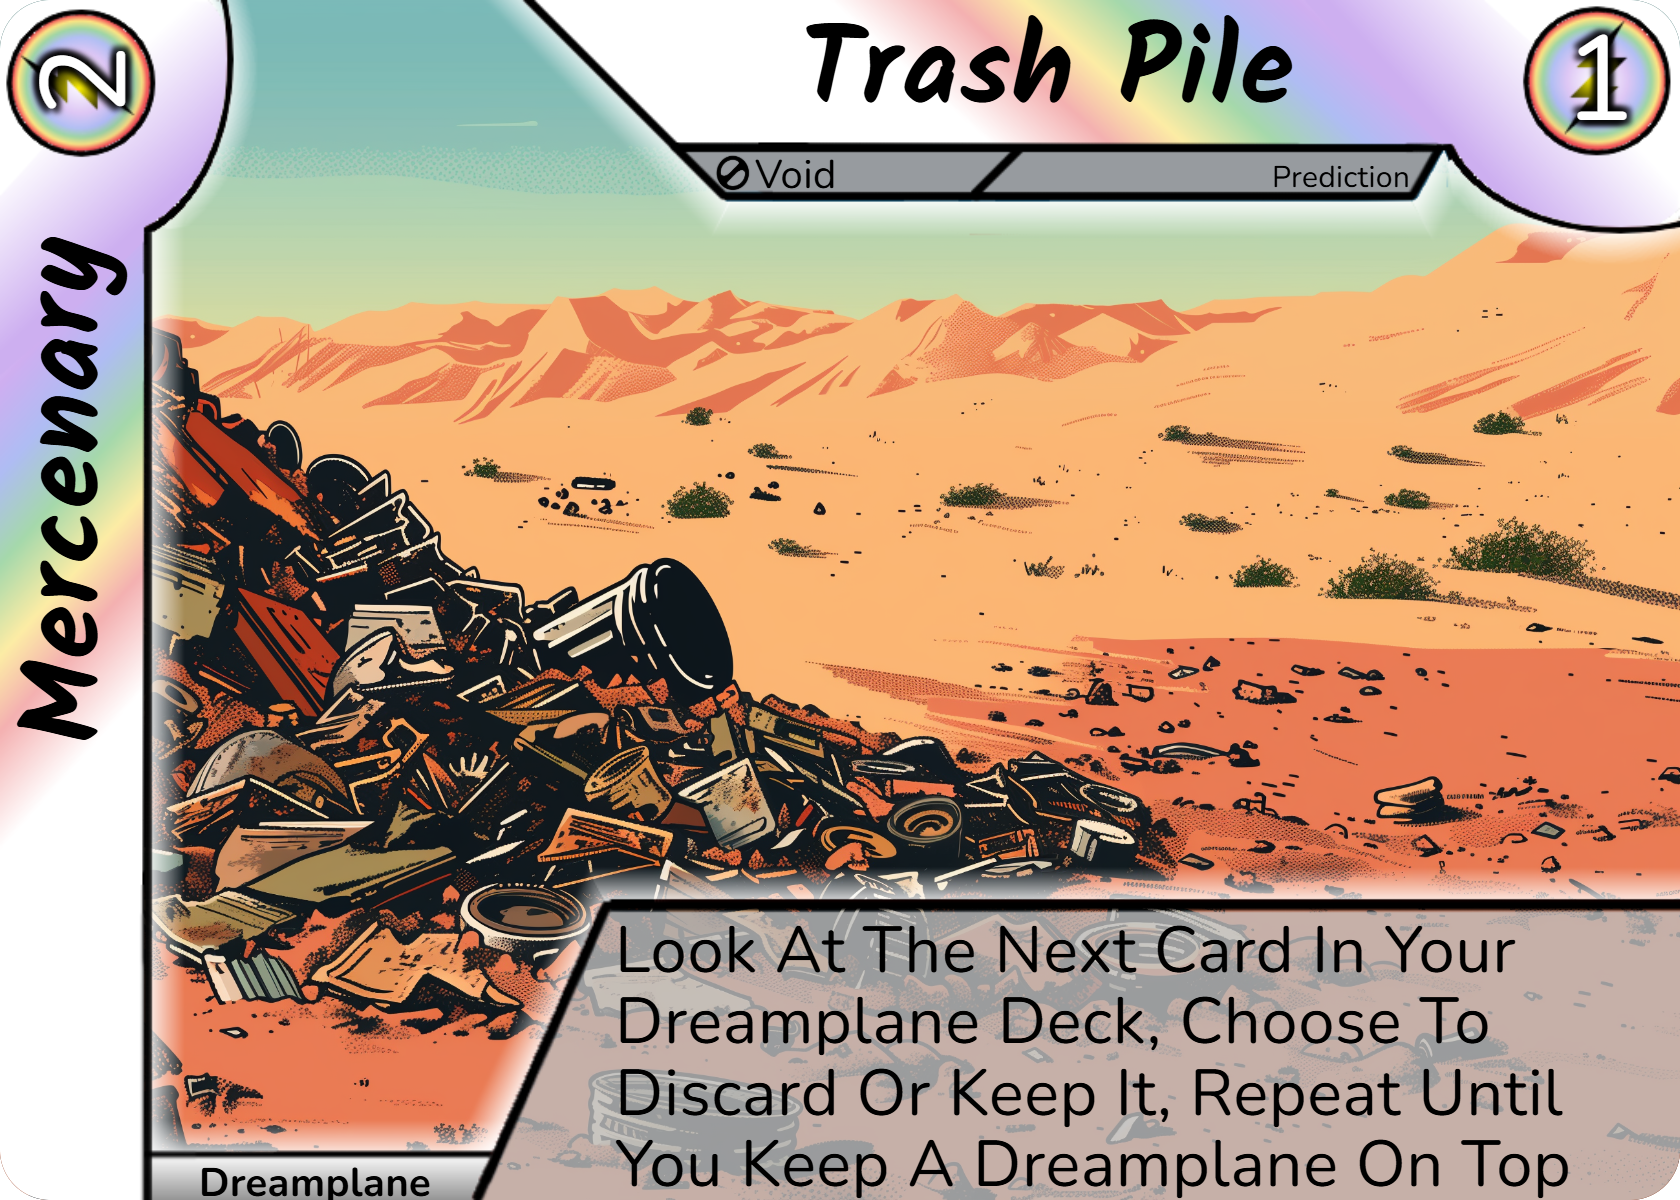 2
Trash Pile
1
Void
Prediction
Mercenary
Look At The Next Card In Your
Dreamplane Deck, Choose To
Discard Or Keep It, Repeat Until
You Keep A Dreamplane On Top
Dreamplane